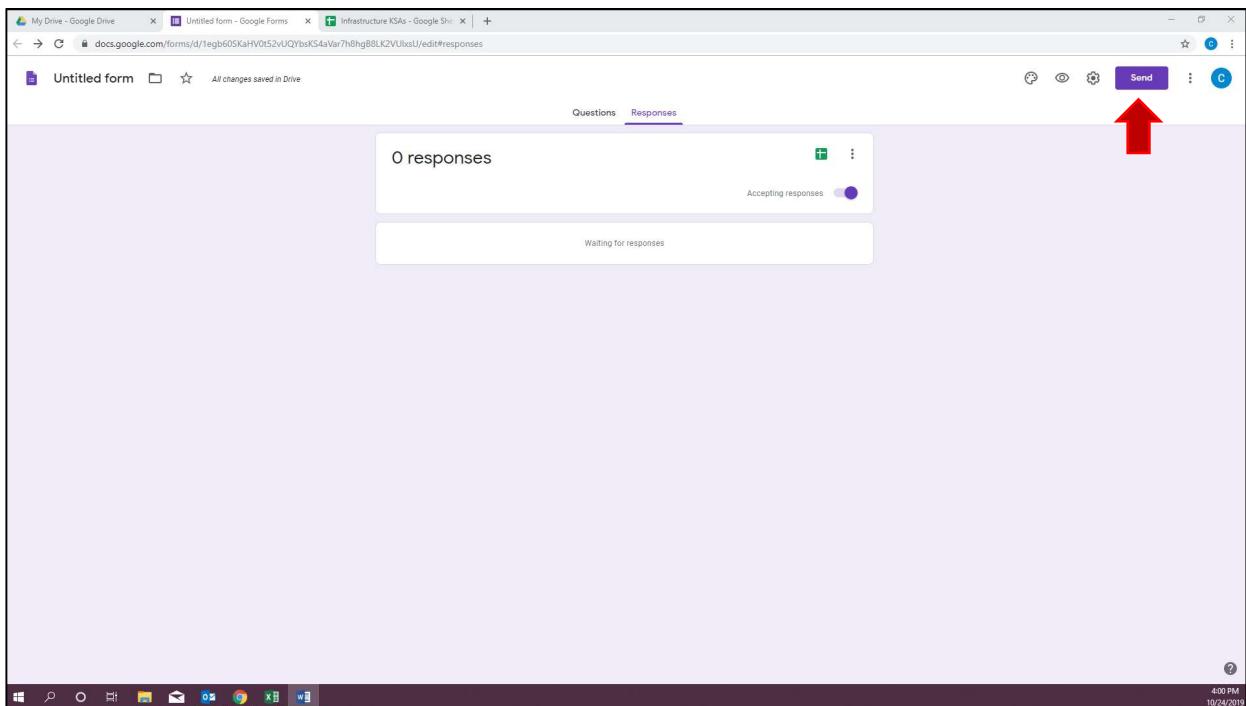 My Drive - Google Drive
Untitled form - Google Forms
Infrastructure KSAs - Google She
docs.google.com/forms/d/1egb60SKaHV0t52vUQYbsKS4aVar7h8hgB8LK2VUlxsU/edit#responses
C
Untitled form
All changes saved in Drive
Send
C
Questions Responses
0 responses
Accepting responses
Waiting for responses
4:00 PM
10/24/2019